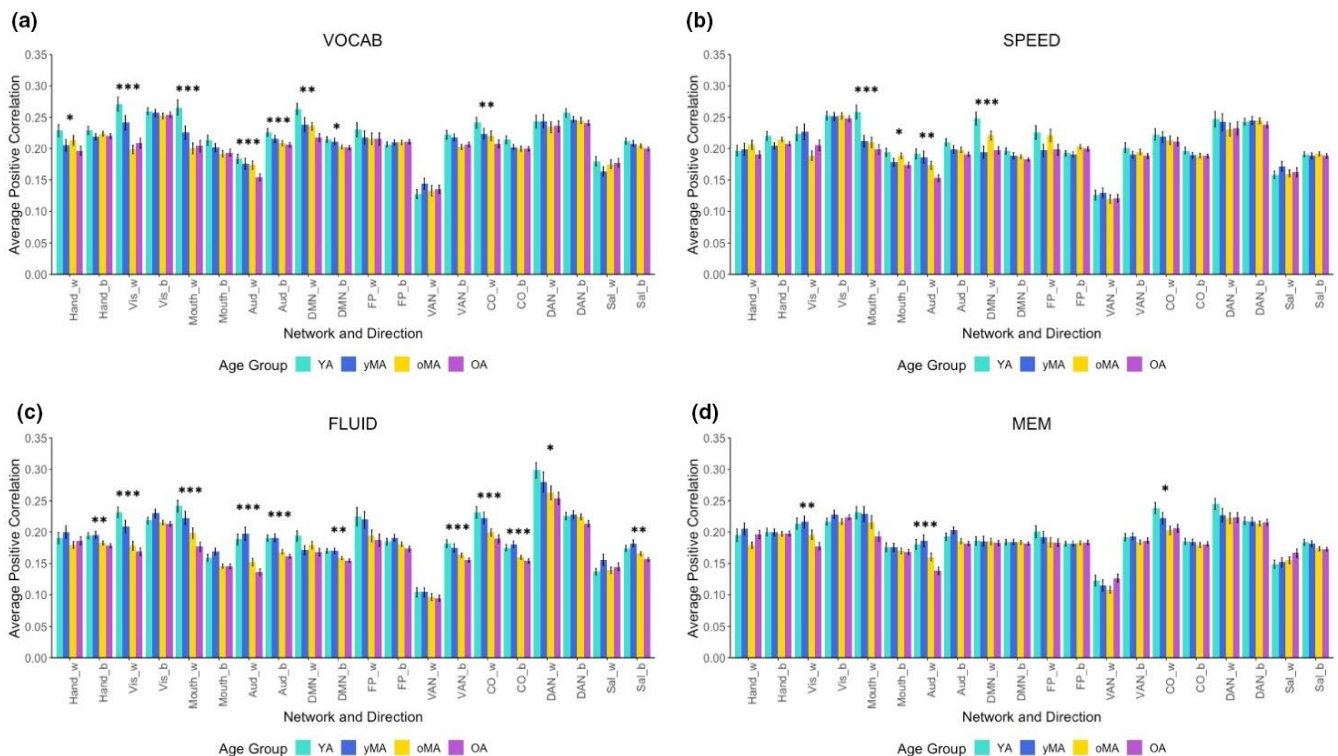 (a)
VOCAB
Average Positive Correlation
0.35
0.30
0.25
0.20
0.15
0.10
0.05
0.00
* *** *** *** *** ** * **
Hand_w Hand_b Vis_w Vis_b Mouth_w Mouth_b Aud_w Aud_b DMN_w DMN_b FP_w FP_b VAN_w VAN_b CO_w CO_b DAN_w DAN_b Sal_w Sal_b
Network and Direction
Age Group YA yMA oMA OA
(b)
SPEED
Average Positive Correlation
0.35
0.30
0.25
0.20
0.15
0.10
0.05
0.00
*** * ** ***
Hand_w Hand_b Vis_w Vis_b Mouth_w Mouth_b Aud_w Aud_b DMN_w DMN_b FP_w FP_b VAN_w VAN_b CO_w CO_b DAN_w DAN_b Sal_w Sal_b
Network and Direction
Age Group YA yMA oMA OA
(c)
FLUID
Average Positive Correlation
0.35
0.30
0.25
0.20
0.15
0.10
0.05
0.00
** *** *** *** *** ** *** *** *** * **
Hand_w Hand_b Vis_w Vis_b Mouth_w Mouth_b Aud_w Aud_b DMN_w DMN_b FP_w FP_b VAN_w VAN_b CO_w CO_b DAN_w DAN_b Sal_w Sal_b
Network and Direction
Age Group YA yMA oMA OA
(d)
MEM
Average Positive Correlation
0.35
0.30
0.25
0.20
0.15
0.10
0.05
0.00
** *** *
Hand_w Hand_b Vis_w Vis_b Mouth_w Mouth_b Aud_w Aud_b DMN_w DMN_b FP_w FP_b VAN_w VAN_b CO_w CO_b DAN_w DAN_b Sal_w Sal_b
Network and Direction
Age Group YA yMA oMA OA